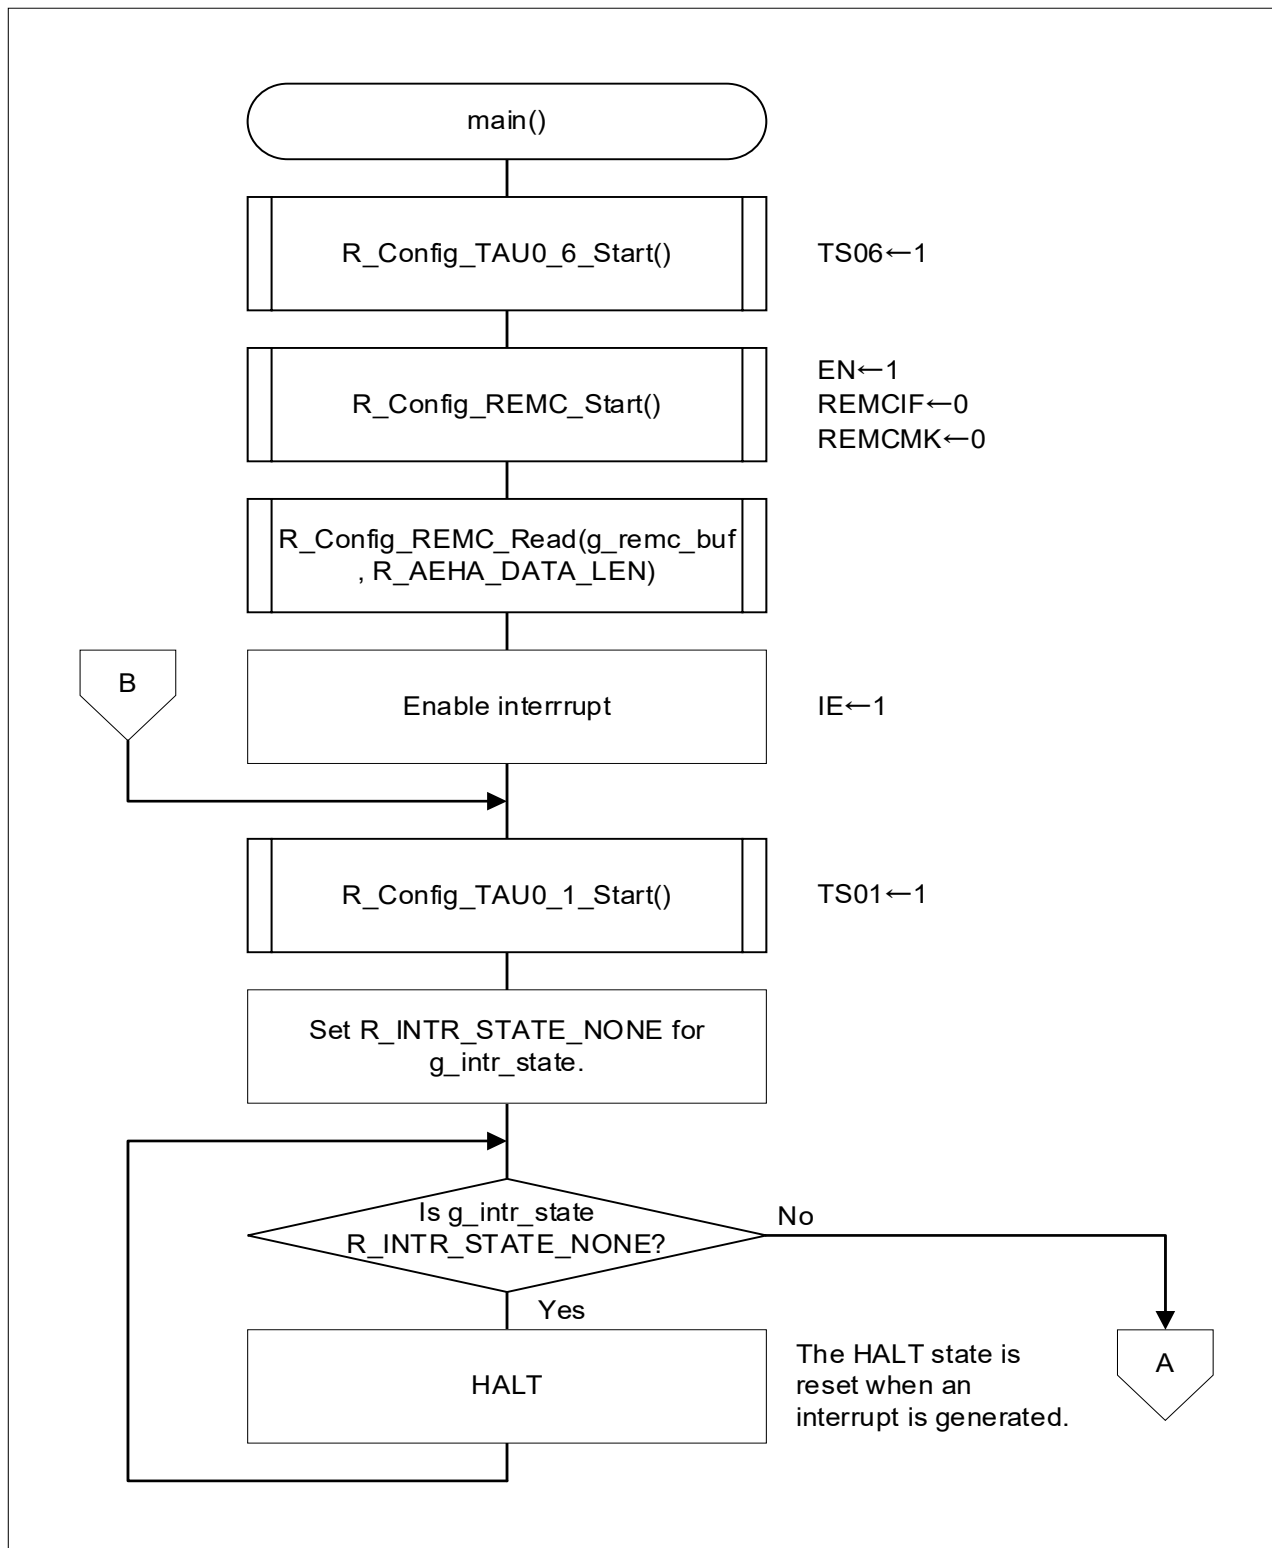 main()
R_Config_TAU0_6_Start()
TS06←1
R_Config_REMC_Start()
EN←1
REMCIF←0
REMCMK←0
R_Config_REMC_Read(g_remc_buf
, R_AEHA_DATA_LEN)
B
Enable interrrupt
IE←1
R_Config_TAU0_1_Start()
TS01←1
Set R_INTR_STATE_NONE for
g_intr_state.
Is g_intr_state
R_INTR_STATE_NONE?
No
Yes
HALT
The HALT state is
reset when an
interrupt is generated.
A